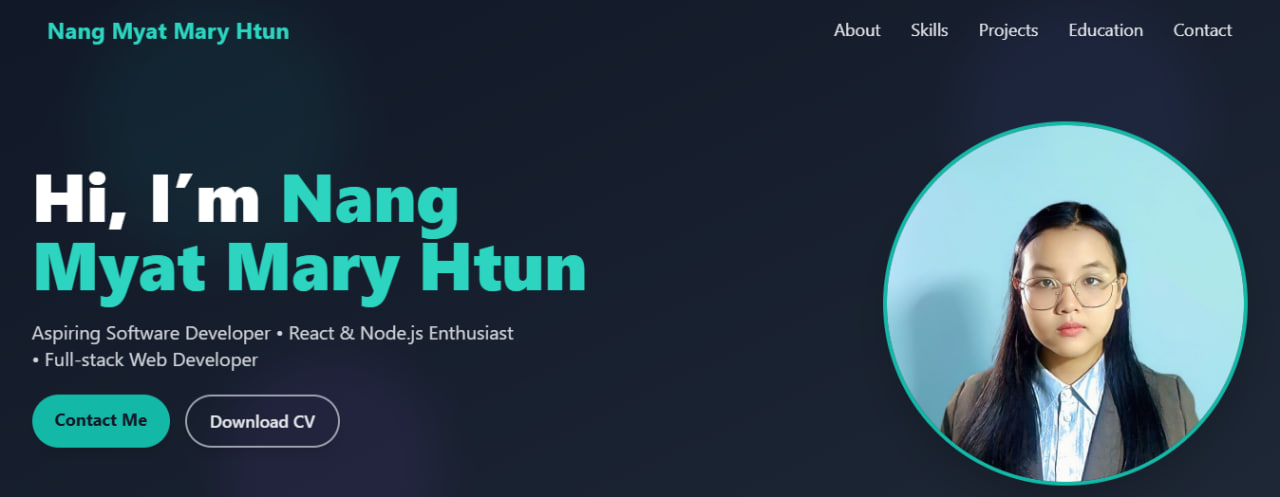 Nang Myat Mary Htun
About Skills Projects Education Contact
Hi, I´m Nang
Myat Mary Htun
Aspiring Software Developer • React & Node.js Enthusiast
• Full-stack Web Developer
Contact Me
Download CV